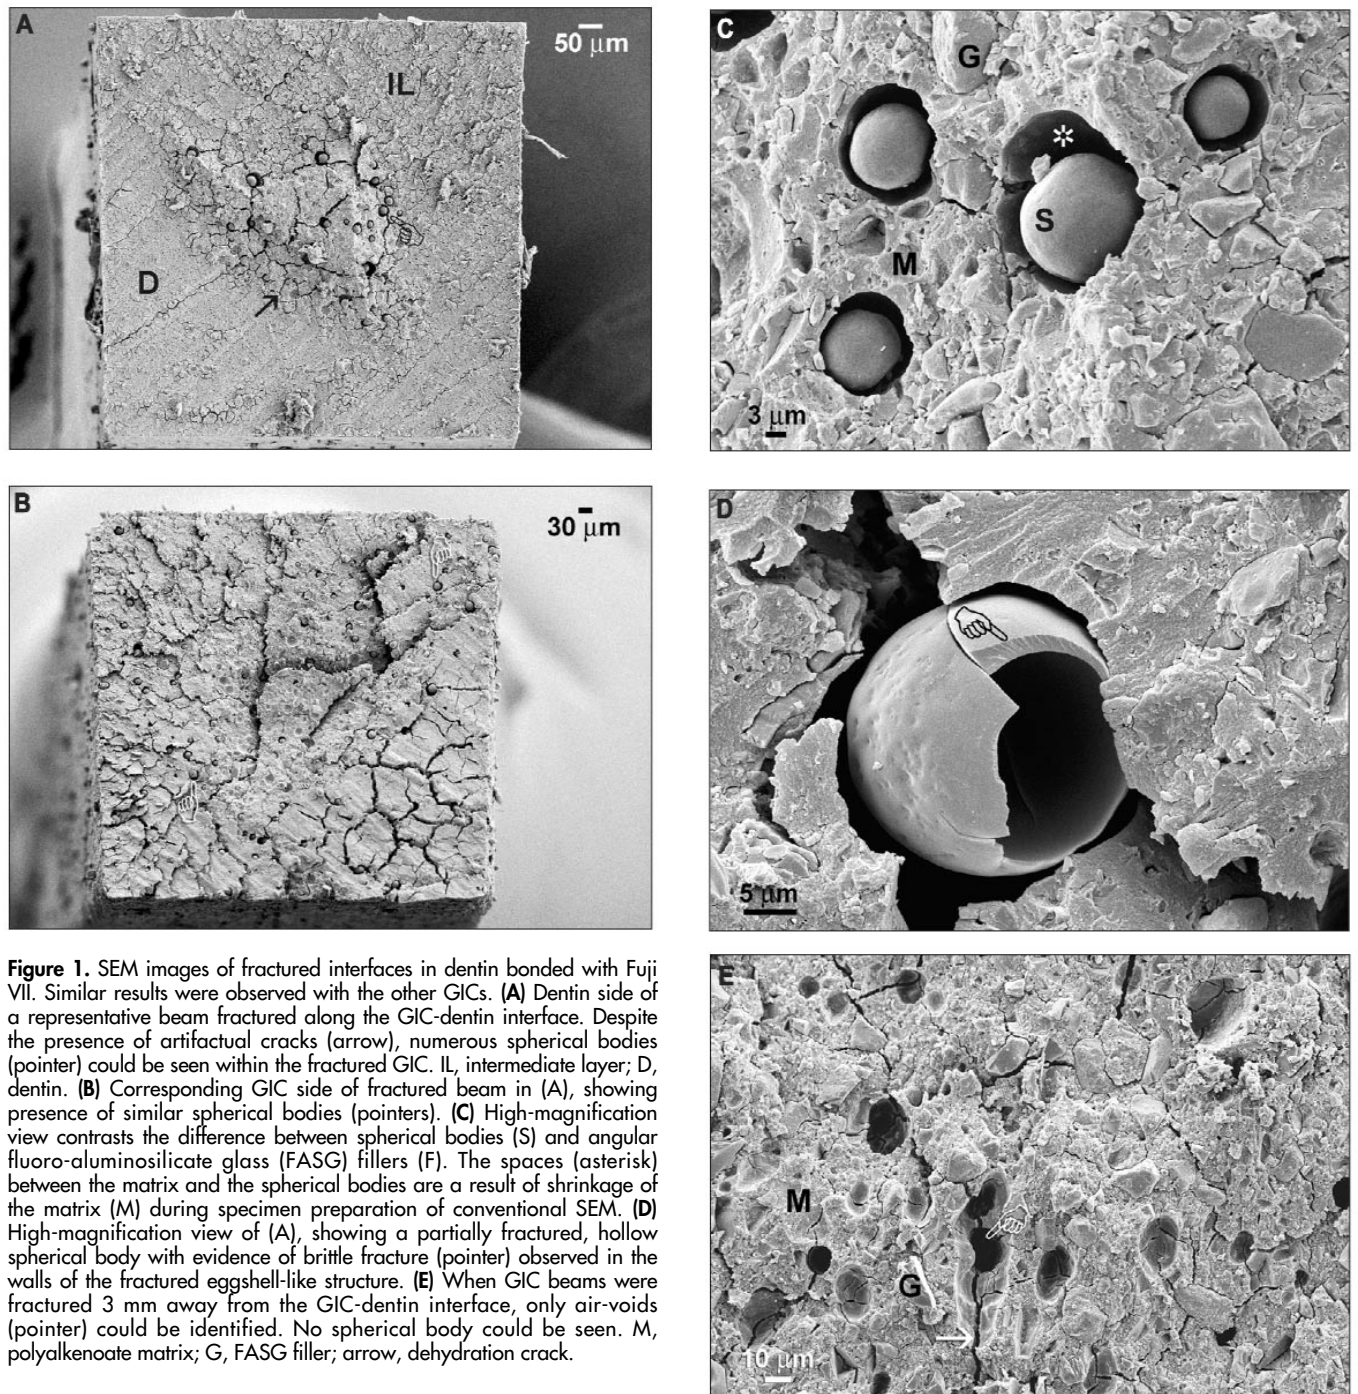 A
50 μm
IL
D
B
30 μm
C
G
S
M
3 μm
D
5 μm
E
M
G
10 μm
Figure 1. SEM images of fractured interfaces in dentin bonded with Fuji
VII. Similar results were observed with the other GICs. (A) Dentin side of
a representative beam fractured along the GIC-dentin interface. Despite
the presence of artifactual cracks (arrow), numerous spherical bodies
(pointer) could be seen within the fractured GIC. IL, intermediate layer; D,
dentin. (B) Corresponding GIC side of fractured beam in (A), showing
presence of similar spherical bodies (pointers). (C) High-magnification
view contrasts the difference between spherical bodies (S) and angular
fluoro-aluminosilicate glass (FASG) fillers (F). The spaces (asterisk)
between the matrix and the spherical bodies are a result of shrinkage of
the matrix (M) during specimen preparation of conventional SEM. (D)
High-magnification view of (A), showing a partially fractured, hollow
spherical body with evidence of brittle fracture (pointer) observed in the
walls of the fractured eggshell-like structure. (E) When GIC beams were
fractured 3 mm away from the GIC-dentin interface, only air-voids
(pointer) could be identified. No spherical body could be seen. M,
polyalkenoate matrix; G, FASG filler; arrow, dehydration crack.